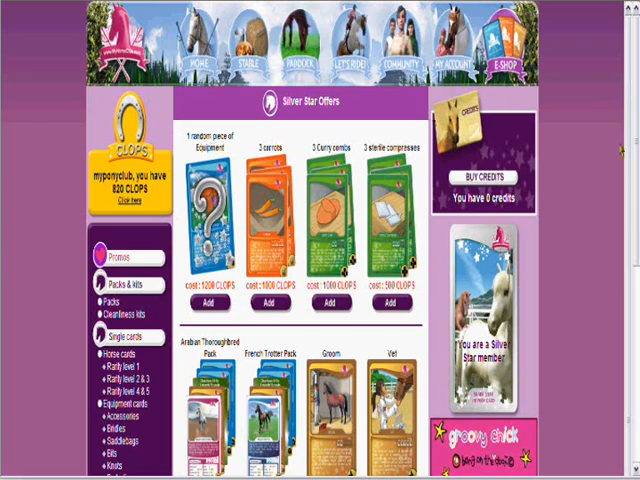 HOME
STABLE
PADDOCK
LET'S RIDE!
COMMUNITY
MY ACCOUNT
E-SHOP
CLOPS
myponyclub, you have
820 CLOPS
Click here
Promos
Packs & kits
Packs
Cleanliness kits
Single cards
Horse cards
Rarity level 1
Rarity level 2 & 3
Rarity level 4 & 5
Equipment cards
Accessories
Bridles
Saddlebags
Bits
Knots
Silver Star Offers
1 random piece of
Equipment
3 carrots
3 Curry combs
3 sterile compresses
cost : 1200 CLOPS
cost : 1000 CLOPS
cost : 1000 CLOPS
cost : 500 CLOPS
Add
Add
Add
Add
Arabian Thoroughbred
Pack
French Trotter Pack
Groom
Vet
CREDITS
BUY CREDITS
You have 0 credits
You are a Silver
Star member
groovy chick
bang on the door